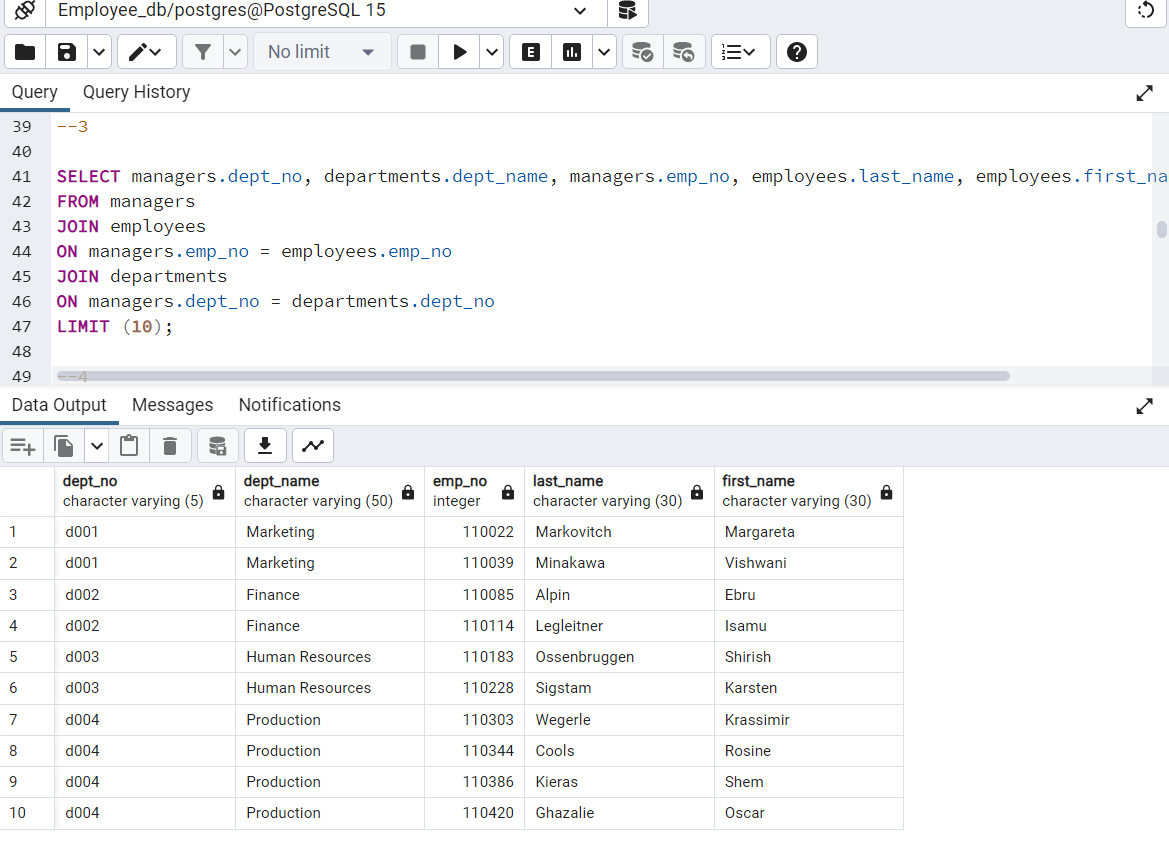 Employee_db/postgres@PostgreSQL 15
No limit
E
Query Query History
39 --3
40
41 SELECT managers.dept_no, departments.dept_name, managers.emp_no, employees.last_name, employees.first_na
42 FROM managers
43 JOIN employees
44 ON managers.emp_no = employees.emp_no
45 JOIN departments
46 ON managers.dept_no = departments.dept_no
47 LIMIT (10);
48
49 --4
Data Output Messages Notifications
dept_no dept_name emp_no last_name first_name
character varying (5) character varying (50) integer character varying (30) character varying (30)
1 d001 Marketing 110022 Markovitch Margareta
2 d001 Marketing 110039 Minakawa Vishwani
3 d002 Finance 110085 Alpin Ebru
4 d002 Finance 110114 Legleitner Isamu
5 d003 Human Resources 110183 Ossenbruggen Shirish
6 d003 Human Resources 110228 Sigstam Karsten
7 d004 Production 110303 Wegerle Krassimir
8 d004 Production 110344 Cools Rosine
9 d004 Production 110386 Kieras Shem
10 d004 Production 110420 Ghazalie Oscar